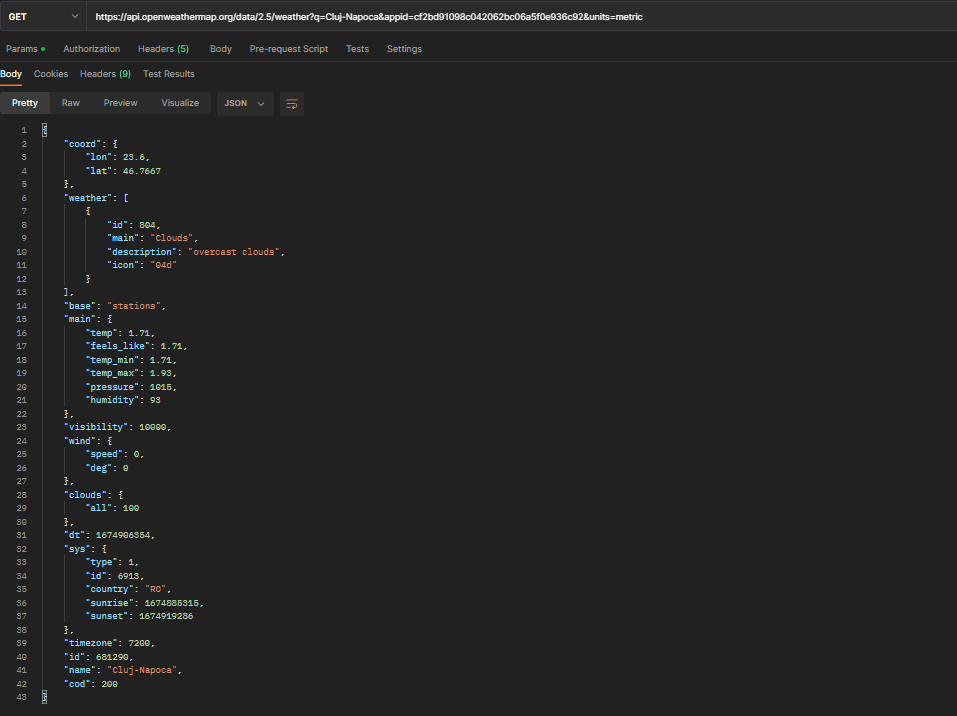 GET https://api.openweathermap.org/data/2.5/weather?q=Cluj-Napoca&appid=cf2bd91098c042062bc06a5f0e936c92&units=metric
Params Authorization Headers (5) Body Pre-request Script Tests Settings
Body Cookies Headers (9) Test Results
Pretty Raw Preview Visualize JSON
1 {
2 "coord": {
3 "lon": 23.6,
4 "lat": 46.7667
5 },
6 "weather": [
7 {
8 "id": 804,
9 "main": "Clouds",
10 "description": "overcast clouds",
11 "icon": "04d"
12 }
13 ],
14 "base": "stations",
15 "main": {
16 "temp": 1.71,
17 "feels_like": 1.71,
18 "temp_min": 1.71,
19 "temp_max": 1.93,
20 "pressure": 1015,
21 "humidity": 93
22 },
23 "visibility": 10000,
24 "wind": {
25 "speed": 0,
26 "deg": 0
27 },
28 "clouds": {
29 "all": 100
30 },
31 "dt": 1674906354,
32 "sys": {
33 "type": 1,
34 "id": 6913,
35 "country": "RO",
36 "sunrise": 1674885315,
37 "sunset": 1674919286
38 },
39 "timezone": 7200,
40 "id": 681290,
41 "name": "Cluj-Napoca",
42 "cod": 200
43 }